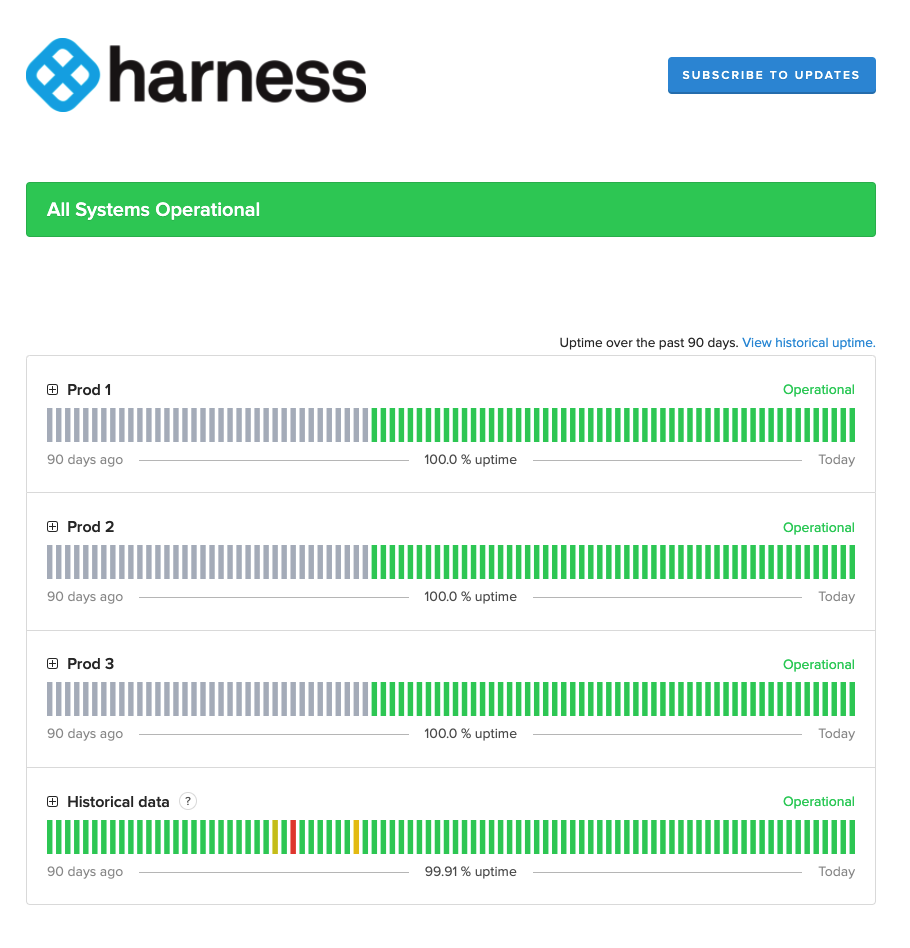 harness
SUBSCRIBE TO UPDATES
All Systems Operational
Uptime over the past 90 days. View historical uptime.
Prod 1 Operational
90 days ago 100.0 % uptime Today
Prod 2 Operational
90 days ago 100.0 % uptime Today
Prod 3 Operational
90 days ago 100.0 % uptime Today
Historical data ? Operational
90 days ago 99.91 % uptime Today